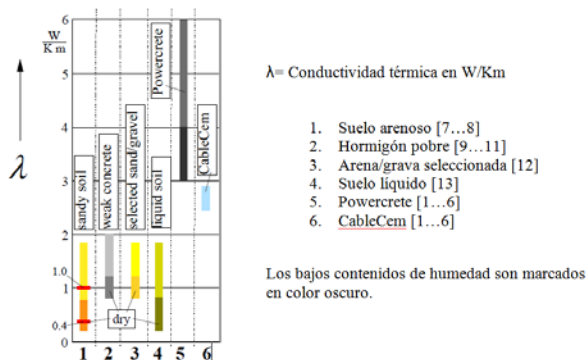 W
K m
6
5
4
3
2
1
0
λ
1.0
0.4
sandy soil
weak concrete
selected sand/gravel
liquid soil
Powercrete
CableCem
dry
1 2 3 4 5 6
λ= Conductividad térmica en W/Km
1. Suelo arenoso [7…8]
2. Hormigón pobre [9…11]
3. Arena/grava seleccionada [12]
4. Suelo líquido [13]
5. Powercrete [1…6]
6. CableCem [1…6]
Los bajos contenidos de humedad son marcados
en color oscuro.